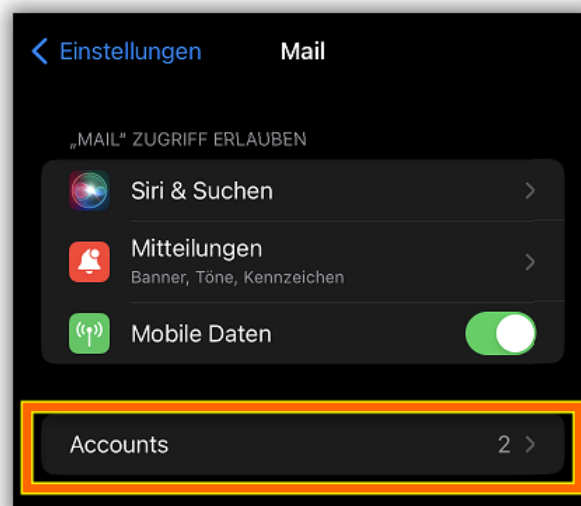 Einstellungen Mail
„MAIL“ ZUGRIFF ERLAUBEN
Siri & Suchen
Mitteilungen
Banner, Töne, Kennzeichen
Mobile Daten
Accounts 2